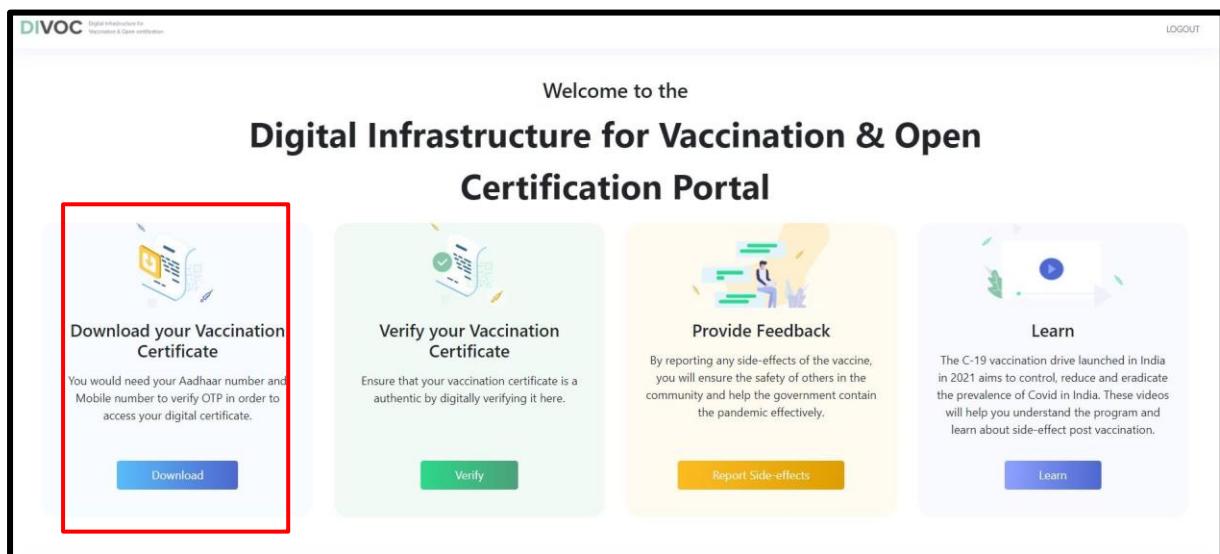 DIVOC
Digital Infrastructure for
Vaccination & Open certification
LOGOUT
Welcome to the
Digital Infrastructure for Vaccination & Open
Certification Portal
Download your Vaccination
Certificate
You would need your Aadhaar number and
Mobile number to verify OTP in order to
access your digital certificate.
Download
Verify your Vaccination
Certificate
Ensure that your vaccination certificate is a
authentic by digitally verifying it here.
Verify
Provide Feedback
By reporting any side-effects of the vaccine,
you will ensure the safety of others in the
community and help the government contain
the pandemic effectively.
Report Side-effects
Learn
The C-19 vaccination drive launched in India
in 2021 aims to control, reduce and eradicate
the prevalence of Covid in India. These videos
will help you understand the program and
learn about side-effect post vaccination.
Learn